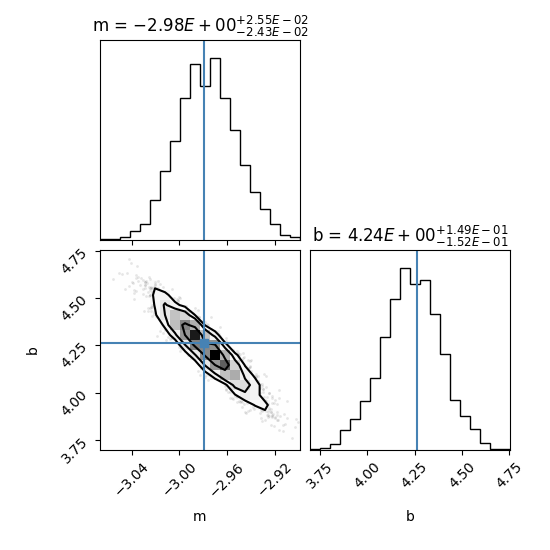 m = −2.98E + 00+2.55E − 02
−2.43E − 02
b = 4.24E + 00+1.49E − 01
−1.52E − 01
4.75
4.50
4.25
4.00
3.75
b
−3.04
−3.00
−2.96
−2.92
m
3.75
4.00
4.25
4.50
4.75
b